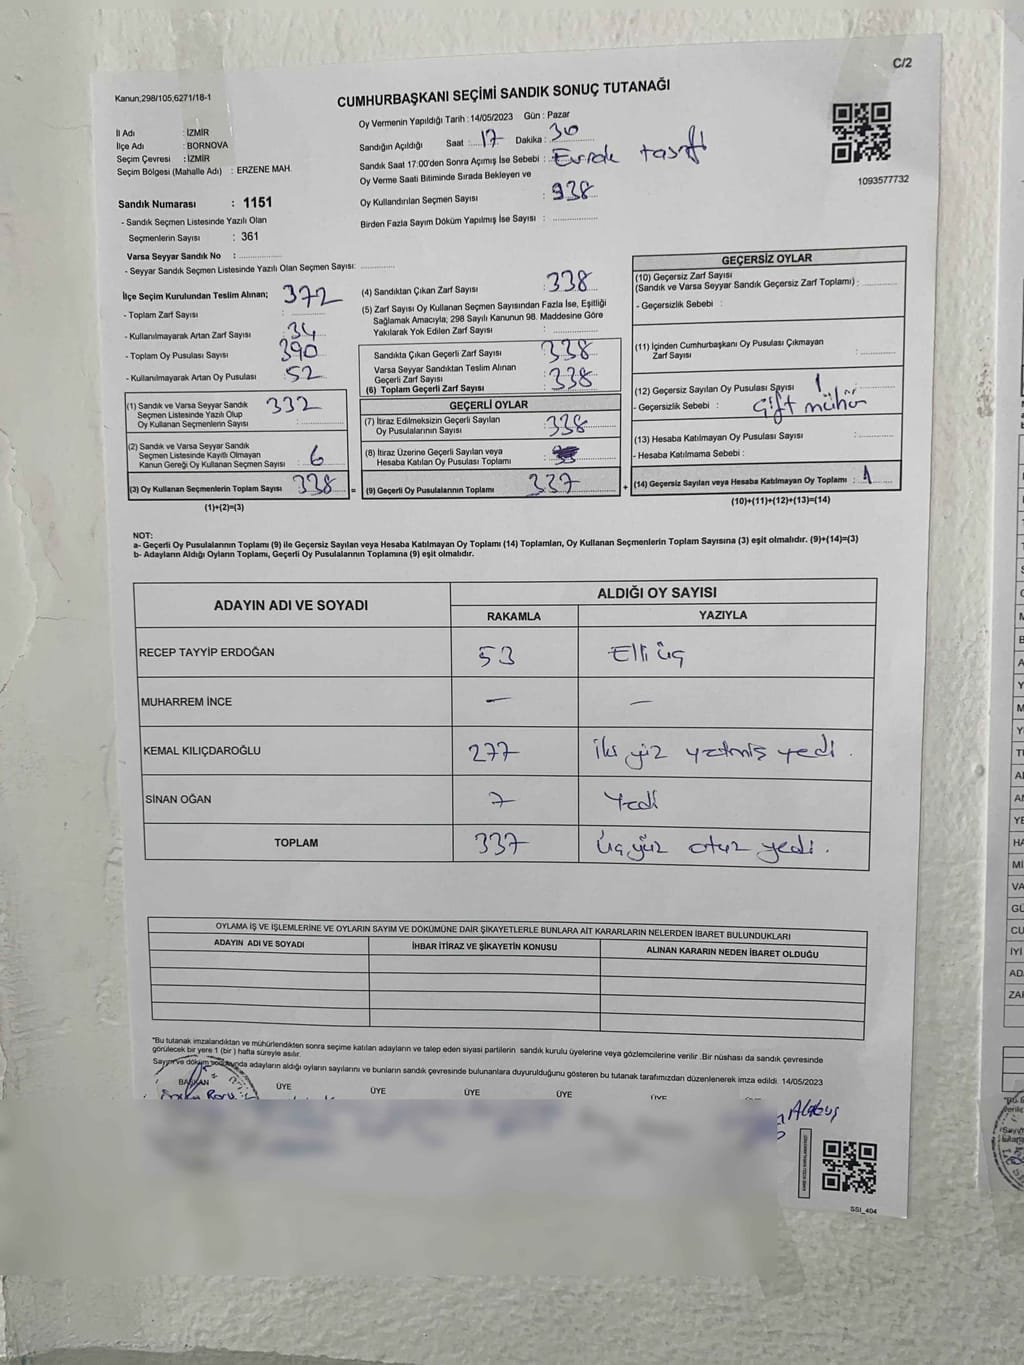 C/2
Kanun;298/105,6271/18-1
CUMHURBAŞKANI SEÇİMİ SANDIK SONUÇ TUTANAĞI
1093577732
İl Adı : İZMİR
İlçe Adı : BORNOVA
Seçim Çevresi : İZMİR
Seçim Bölgesi (Mahalle Adı) : ERZENE MAH.
Sandık Numarası : 1151
- Sandık Seçmen Listesinde Yazılı Olan
Seçmenlerin Sayısı : 361
Varsa Seyyar Sandık No :
- Seyyar Sandık Seçmen Listesinde Yazılı Olan Seçmen Sayısı:
Oy Vermenin Yapıldığı Tarih : 14/05/2023 Gün : Pazar
Sandığın Açıldığı Saat : 17 Dakika : 30
Sandık Saat 17:00'den Sonra Açımış İse Sebebi : Evrak
Oy Verme Saati Bitiminde Sırada Bekleyen ve
Oy Kullandırılan Seçmen Sayısı : 938
Birden Fazla Sayım Döküm Yapılmış İse Sayısı :
İlçe Seçim Kurulundan Teslim Alınan; 372
- Toplam Zarf Sayısı :
- Kullanılmayarak Artan Zarf Sayısı : 34
- Toplam Oy Pusulası Sayısı : 390
- Kullanılmayarak Artan Oy Pusulası : 52
(1) Sandık ve Varsa Seyyar Sandık
Seçmen Listesinde Yazılı Olup
Oy Kullanan Seçmenlerin Sayısı : 332
(2) Sandık ve Varsa Seyyar Sandık
Seçmen Listesinde Kayıtlı Olmayan
Kanun Gereği Oy Kullanan Seçmen Sayısı : 6
(3) Oy Kullanan Seçmenlerin Toplam Sayısı : 338 =
(1)+(2)=(3)
(4) Sandıktan Çıkan Zarf Sayısı : 338
(5) Zarf Sayısı Oy Kullanan Seçmen Sayısından Fazla İse, Eşitliği
Sağlamak Amacıyla; 298 Sayılı Kanunun 98. Maddesine Göre
Yakılarak Yok Edilen Zarf Sayısı :
Sandıkta Çıkan Geçerli Zarf Sayısı : 338
Varsa Seyyar Sandıktan Teslim Alınan
Geçerli Zarf Sayısı :
(6) Toplam Geçerli Zarf Sayısı : 338
GEÇERLİ OYLAR
(7) İtiraz Edilmeksizin Geçerli Sayılan
Oy Pusulalarının Sayısı : 338
(8) İtiraz Üzerine Geçerli Sayılan veya
Hesaba Katılan Oy Pusulası Toplamı :
(9) Geçerli Oy Pusulalarının Toplamı : 337 +
GEÇERSİZ OYLAR
(10) Geçersiz Zarf Sayısı
(Sandık ve Varsa Seyyar Sandık Geçersiz Zarf Toplamı) :
- Geçersizlik Sebebi :
(11) İçinden Cumhurbaşkanı Oy Pusulası Çıkmayan
Zarf Sayısı :
(12) Geçersiz Sayılan Oy Pusulası Sayısı : 1
- Geçersizlik Sebebi : Çift mühür
(13) Hesaba Katılmayan Oy Pusulası Sayısı :
- Hesaba Katılmama Sebebi :
(14) Geçersiz Sayılan veya Hesaba Katılmayan Oy Toplamı : 1
(10)+(11)+(12)+(13)=(14)
NOT:
a- Geçerli Oy Pusulalarının Toplamı (9) ile Geçersiz Sayılan veya Hesaba Katılmayan Oy Toplamı (14) Toplamları, Oy Kullanan Seçmenlerin Toplam Sayısına (3) eşit olmalıdır. (9)+(14)=(3)
b- Adayların Aldığı Oyların Toplamı, Geçerli Oy Pusulalarının Toplamına (9) eşit olmalıdır.
ADAYIN ADI VE SOYADI
ALDIĞI OY SAYISI
RAKAMLA YAZIYLA
RECEP TAYYİP ERDOĞAN 53 Elli üç
MUHARREM İNCE — —
KEMAL KILIÇDAROĞLU 277 iki yüz yetmiş yedi.
SİNAN OĞAN 7 Yedi
TOPLAM 337 Üçyüz otuz yedi.
OYLAMA İŞ VE İŞLEMLERİNE VE OYLARIN SAYIM VE DÖKÜMÜNE DAİR ŞİKAYETLERLE BUNLARA AİT KARARLARIN NELERDEN İBARET BULUNDUKLARI
ADAYIN ADI VE SOYADI İHBAR İTİRAZ VE ŞİKAYETİN KONUSU ALINAN KARARIN NEDEN İBARET OLDUĞU
"Bu tutanak imzalandıktan ve mühürlendikten sonra seçime katılan adayların ve talep eden siyasi partilerin sandık kurulu üyelerine veya gözlemcilerine verilir .Bir nüshası da sandık çevresinde
görülecek bir yere 1 (bir ) hafta süreyle asılır.
Sayım ve döküm sonunda adayların aldığı oyların sayılarını ve bunların sandık çevresinde bulunanlara duyurulduğunu gösteren bu tutanak tarafımızdan düzenlenerek imza edildi. 14/05/2023
BAŞKAN ÜYE ÜYE ÜYE ÜYE ÜYE
SSİ_404